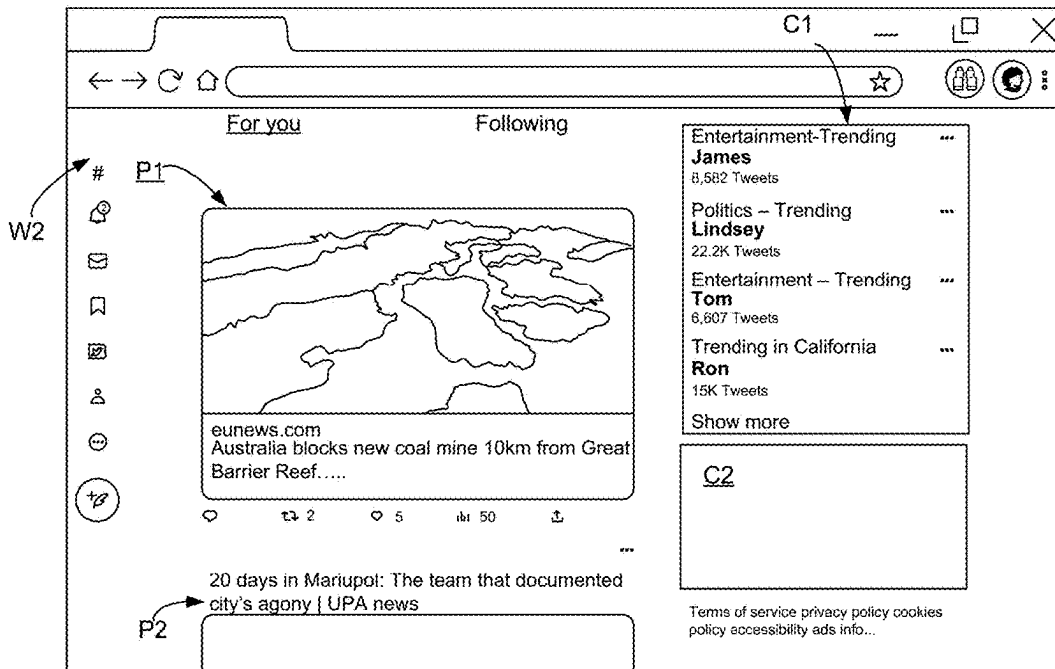 C1
For you
Following
W2
#
2
P1
Entertainment-Trending
James
8,582 Tweets
Politics – Trending
Lindsey
22.2K Tweets
Entertainment – Trending
Tom
6,607 Tweets
Trending in California
Ron
15K Tweets
Show more
eunews.com
Australia blocks new coal mine 10km from Great
Barrier Reef.....
2 5 50
C2
20 days in Mariupol: The team that documented
city's agony | UPA news
P2
Terms of service privacy policy cookies
policy accessibility ads info...